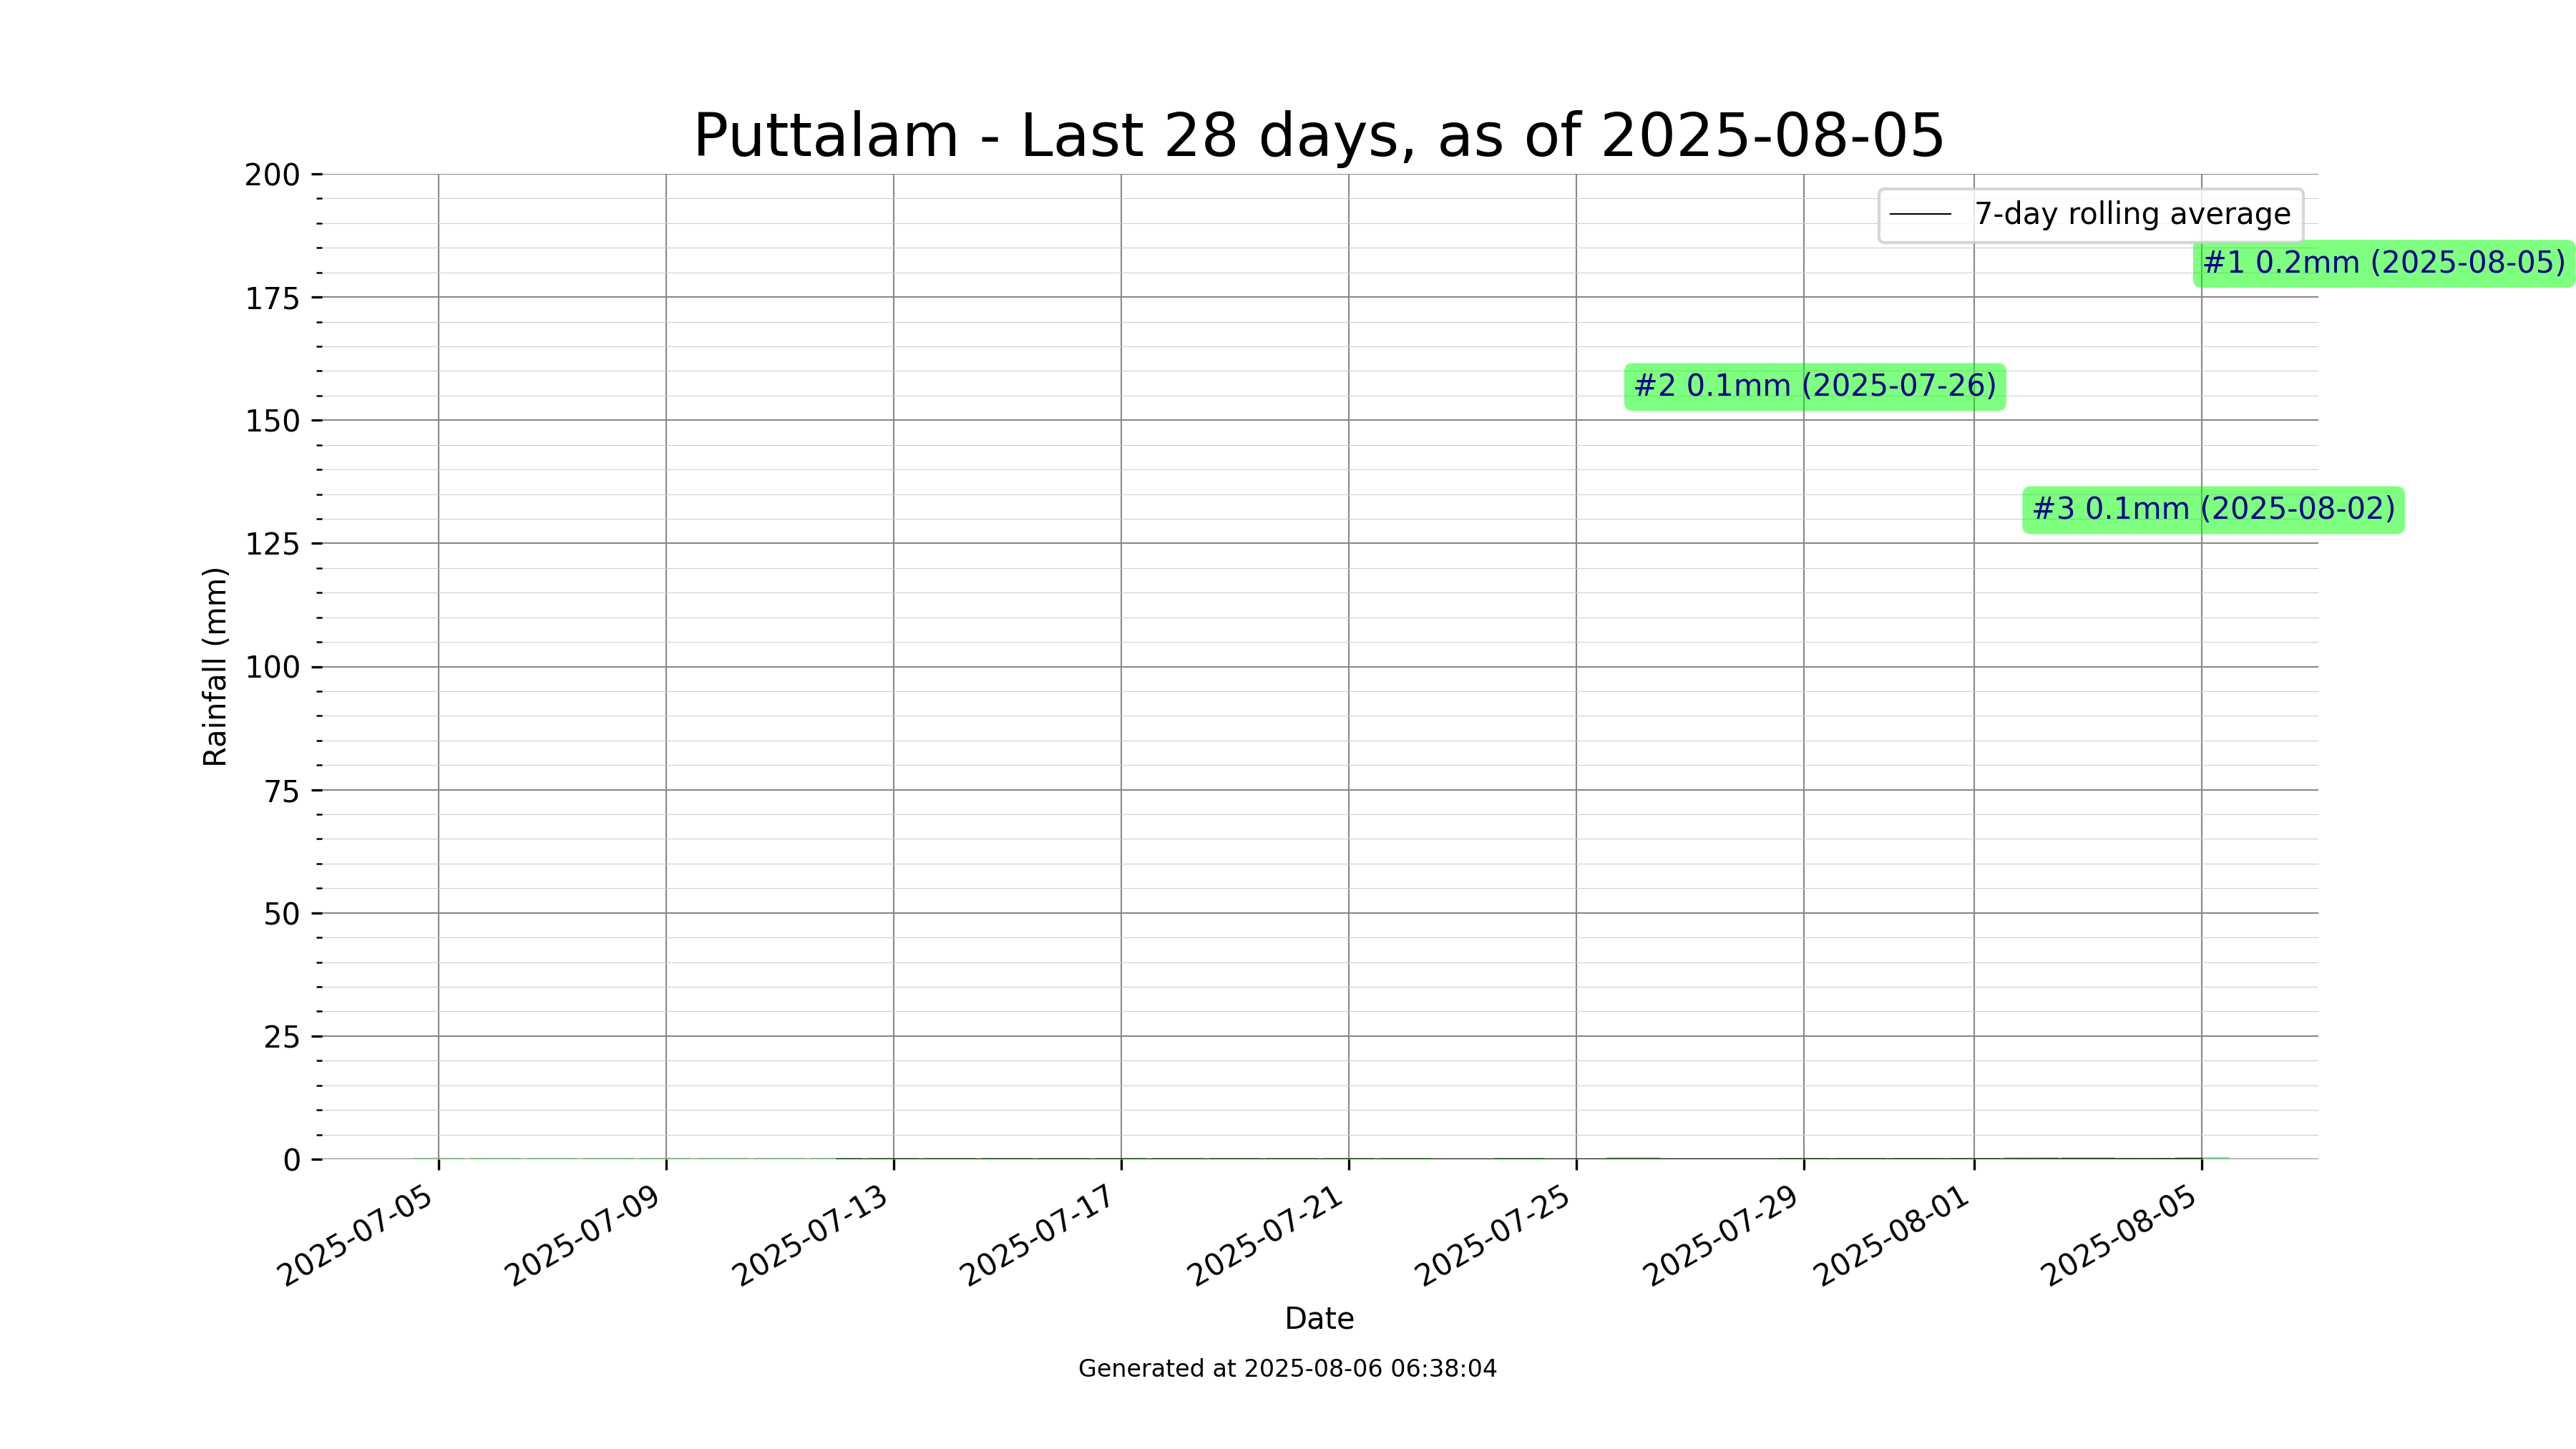 Puttalam - Last 28 days, as of 2025-08-05
200
175
150
125
100
75
50
25
0
Rainfall (mm)
7-day rolling average
#1 0.2mm (2025-08-05)
#2 0.1mm (2025-07-26)
#3 0.1mm (2025-08-02)
2025-07-05
2025-07-09
2025-07-13
2025-07-17
2025-07-21
2025-07-25
2025-07-29
2025-08-01
2025-08-05
Date
Generated at 2025-08-06 06:38:04